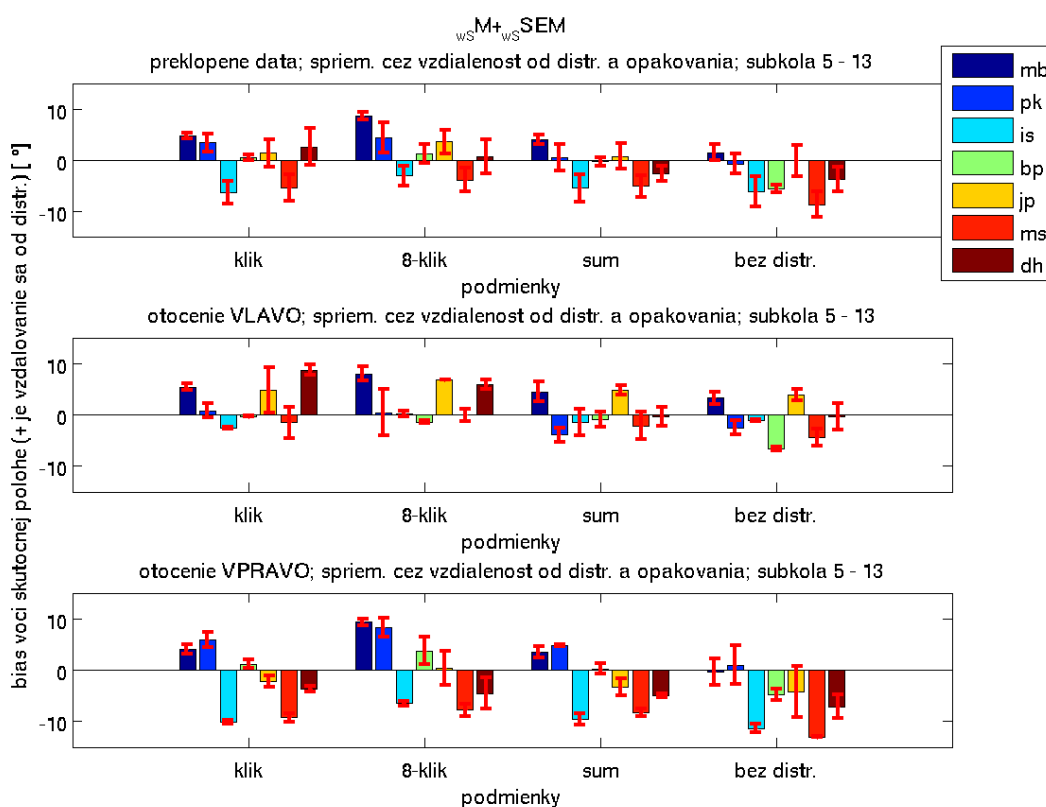 wSM+wSSEM
preklopene data; spriem. cez vzdialenost od distr. a opakovania; subkola 5 - 13
mb
pk
is
bp
jp
ms
dh
10
0
-10
klik
8-klik
sum
bez distr.
podmienky
bias voci skutocnej polohe (+ je vzdalovanie sa od distr.) [ °]
otocenie VLAVO; spriem. cez vzdialenost od distr. a opakovania; subkola 5 - 13
10
0
-10
klik
8-klik
sum
bez distr.
podmienky
otocenie VPRAVO; spriem. cez vzdialenost od distr. a opakovania; subkola 5 - 13
10
0
-10
klik
8-klik
sum
bez distr.
podmienky